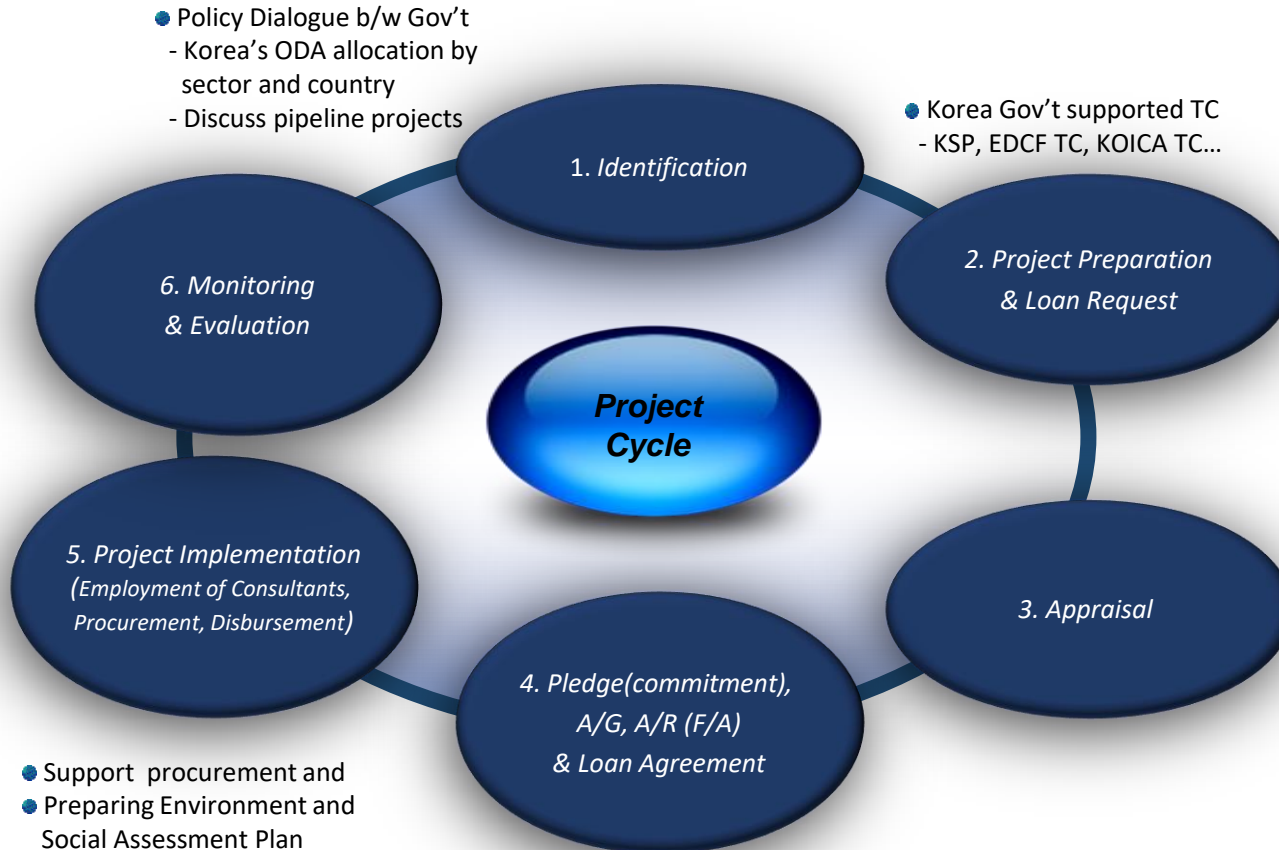 Policy Dialogue b/w Gov't
- Korea's ODA allocation by
sector and country
- Discuss pipeline projects
Korea Gov't supported TC
- KSP, EDCF TC, KOICA TC…
1. Identification
2. Project Preparation
& Loan Request
3. Appraisal
4. Pledge(commitment),
A/G, A/R (F/A)
& Loan Agreement
5. Project Implementation
(Employment of Consultants,
Procurement, Disbursement)
6. Monitoring
& Evaluation
Project
Cycle
Support procurement and
Preparing Environment and
Social Assessment Plan